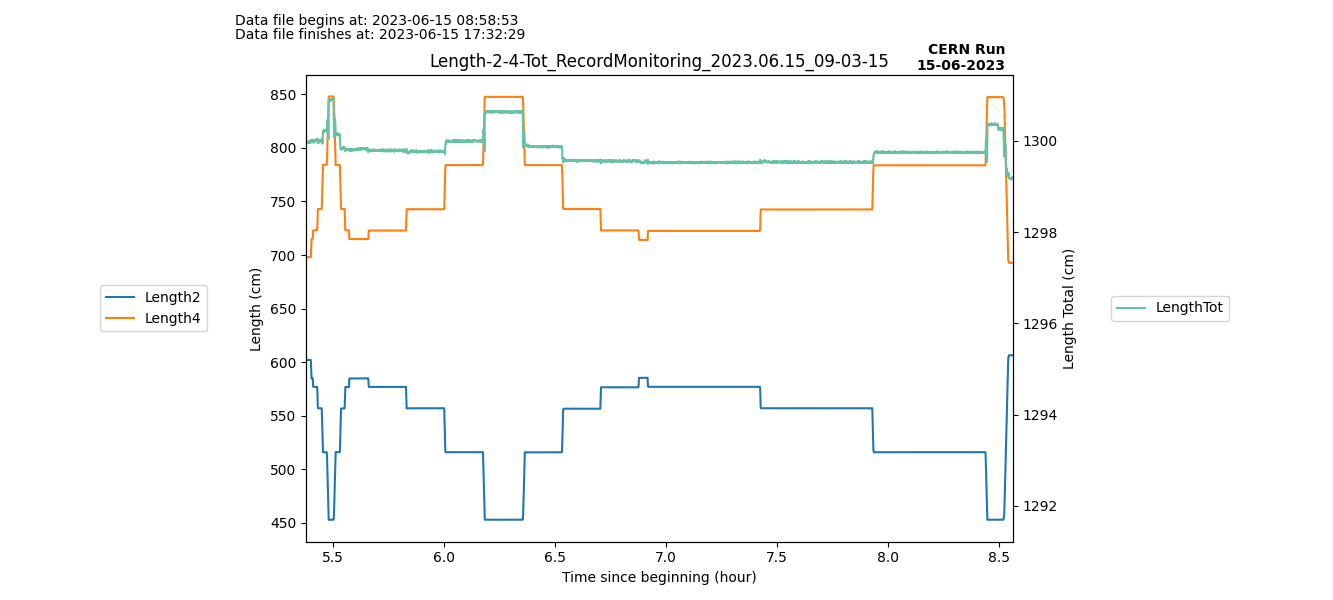 Data file begins at: 2023-06-15 08:58:53
Data file finishes at: 2023-06-15 17:32:29
CERN Run
15-06-2023
Length-2-4-Tot_RecordMonitoring_2023.06.15_09-03-15
850
800
750
700
650
600
550
500
450
Length (cm)
1300
1298
1296
1294
1292
Length Total (cm)
5.5 6.0 6.5 7.0 7.5 8.0 8.5
Time since beginning (hour)
Length2
Length4
LengthTot